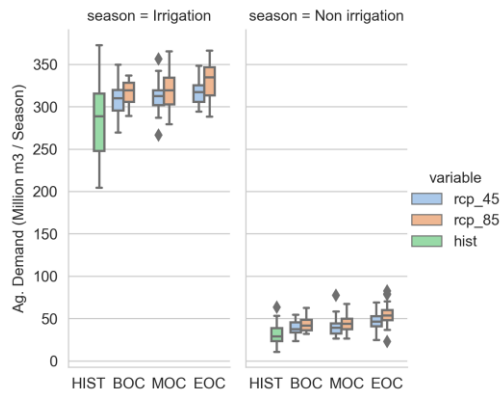 season = Irrigation
season = Non irrigation
Ag. Demand (Million m3 / Season)
350
300
250
200
150
100
50
0
HIST BOC MOC EOC
HIST BOC MOC EOC
variable
rcp_45
rcp_85
hist